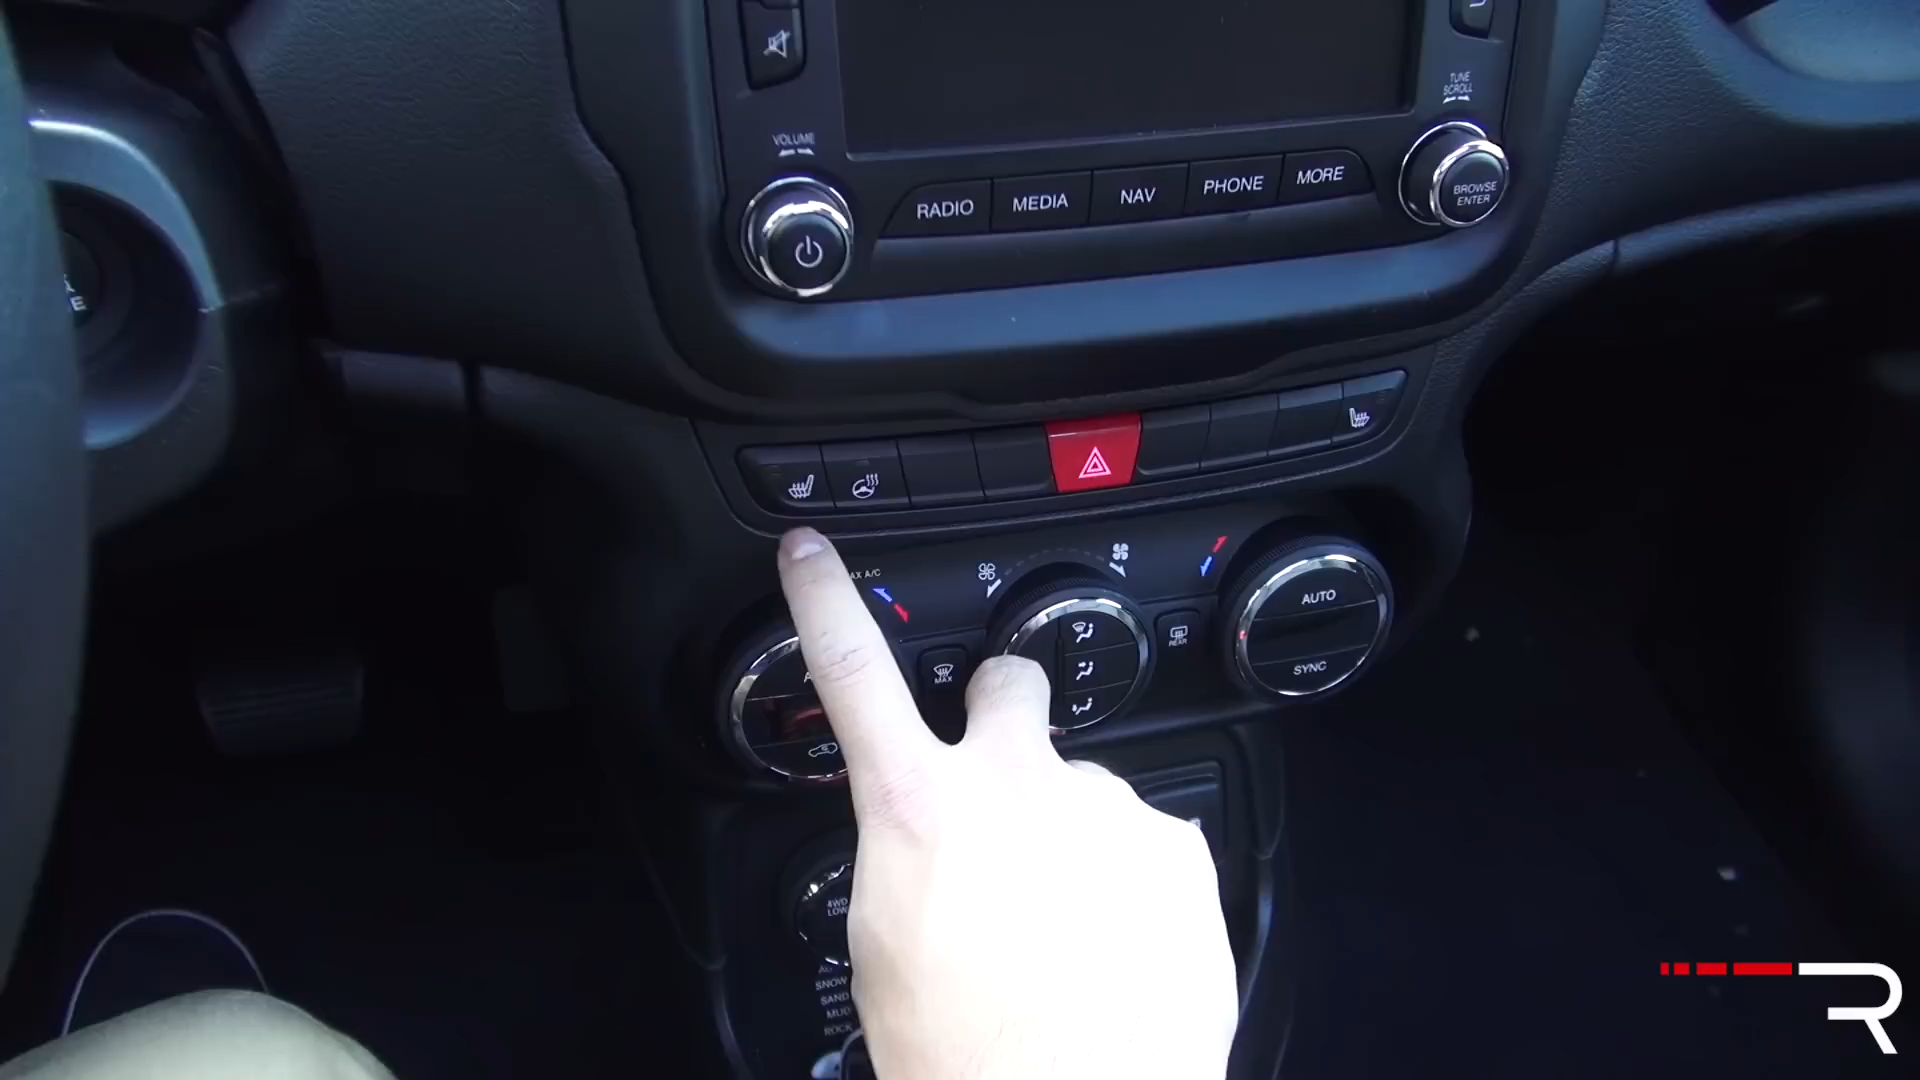 VOLUME
TUNE
SCROLL
RADIO
MEDIA
NAV
PHONE
MORE
BROWSE
ENTER
AUTO
SYNC
MAX
REAR
4WD
LOW
SNOW
SAND
MUD
ROCK
R